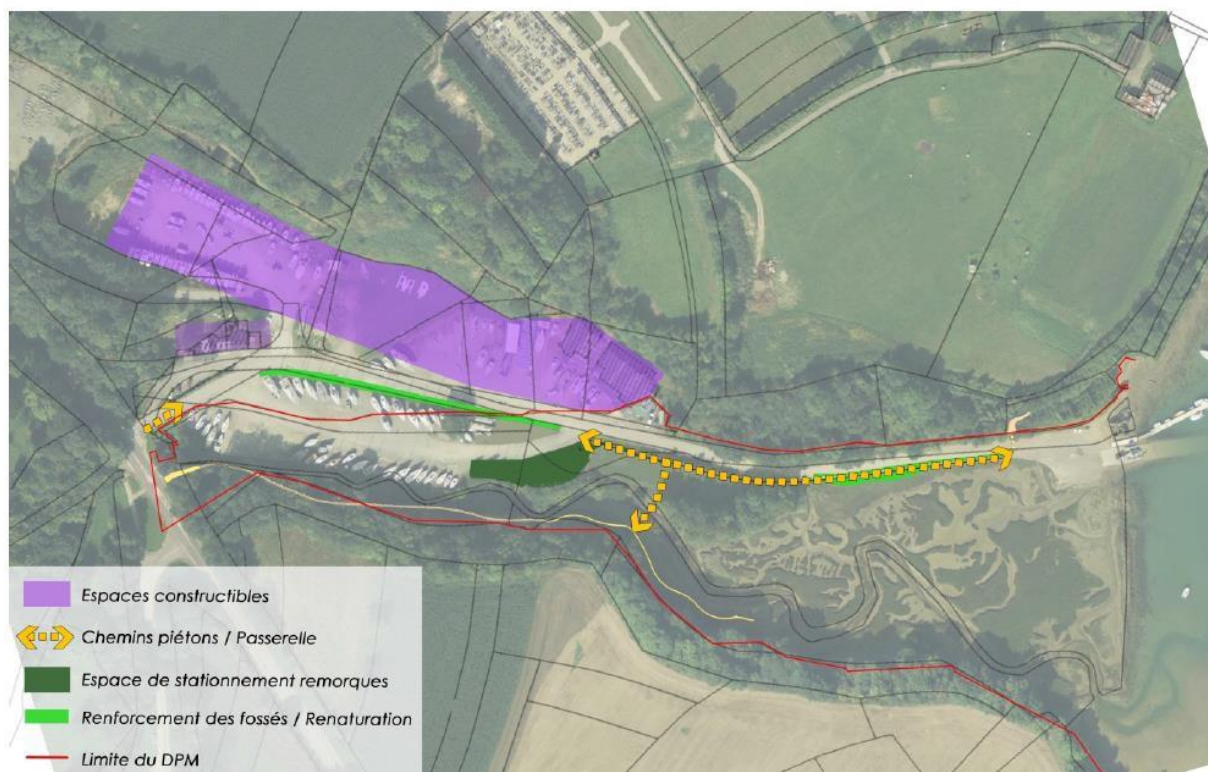 Espaces constructibles
Chemins piétons / Passerelle
Espace de stationnement remorques
Renforcement des fossés / Renaturation
Limite du DPM